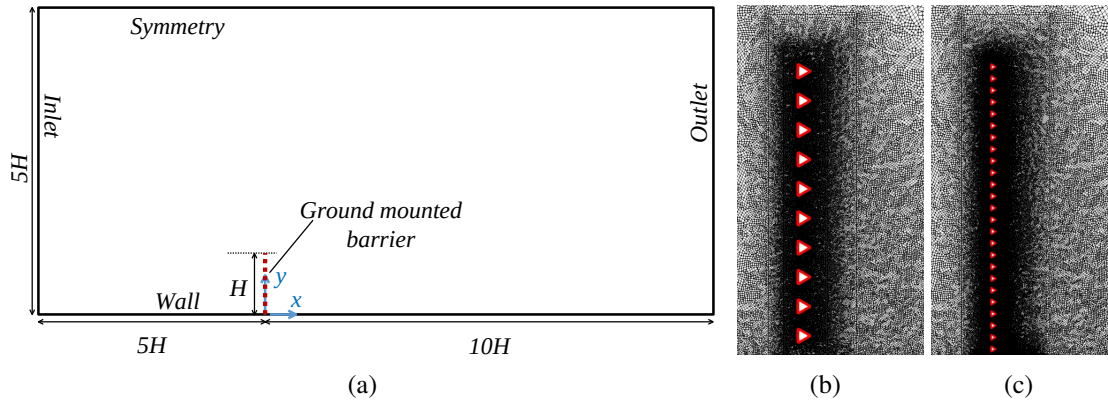 Symmetry
Inlet
Outlet
5H
Ground mounted
barrier
H
y
x
Wall
5H
10H
(a)
(b)
(c)